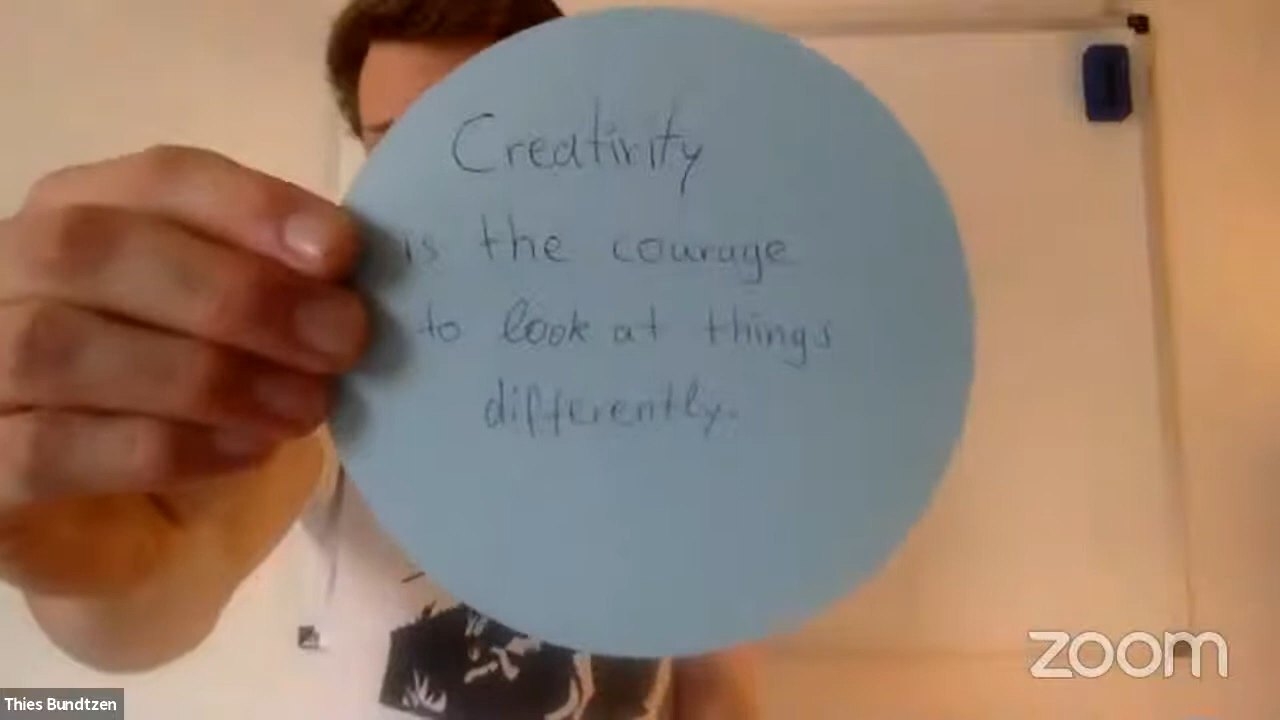 Creativity
is the courage
to look at things
differently.
zoom
Thies Bundtzen